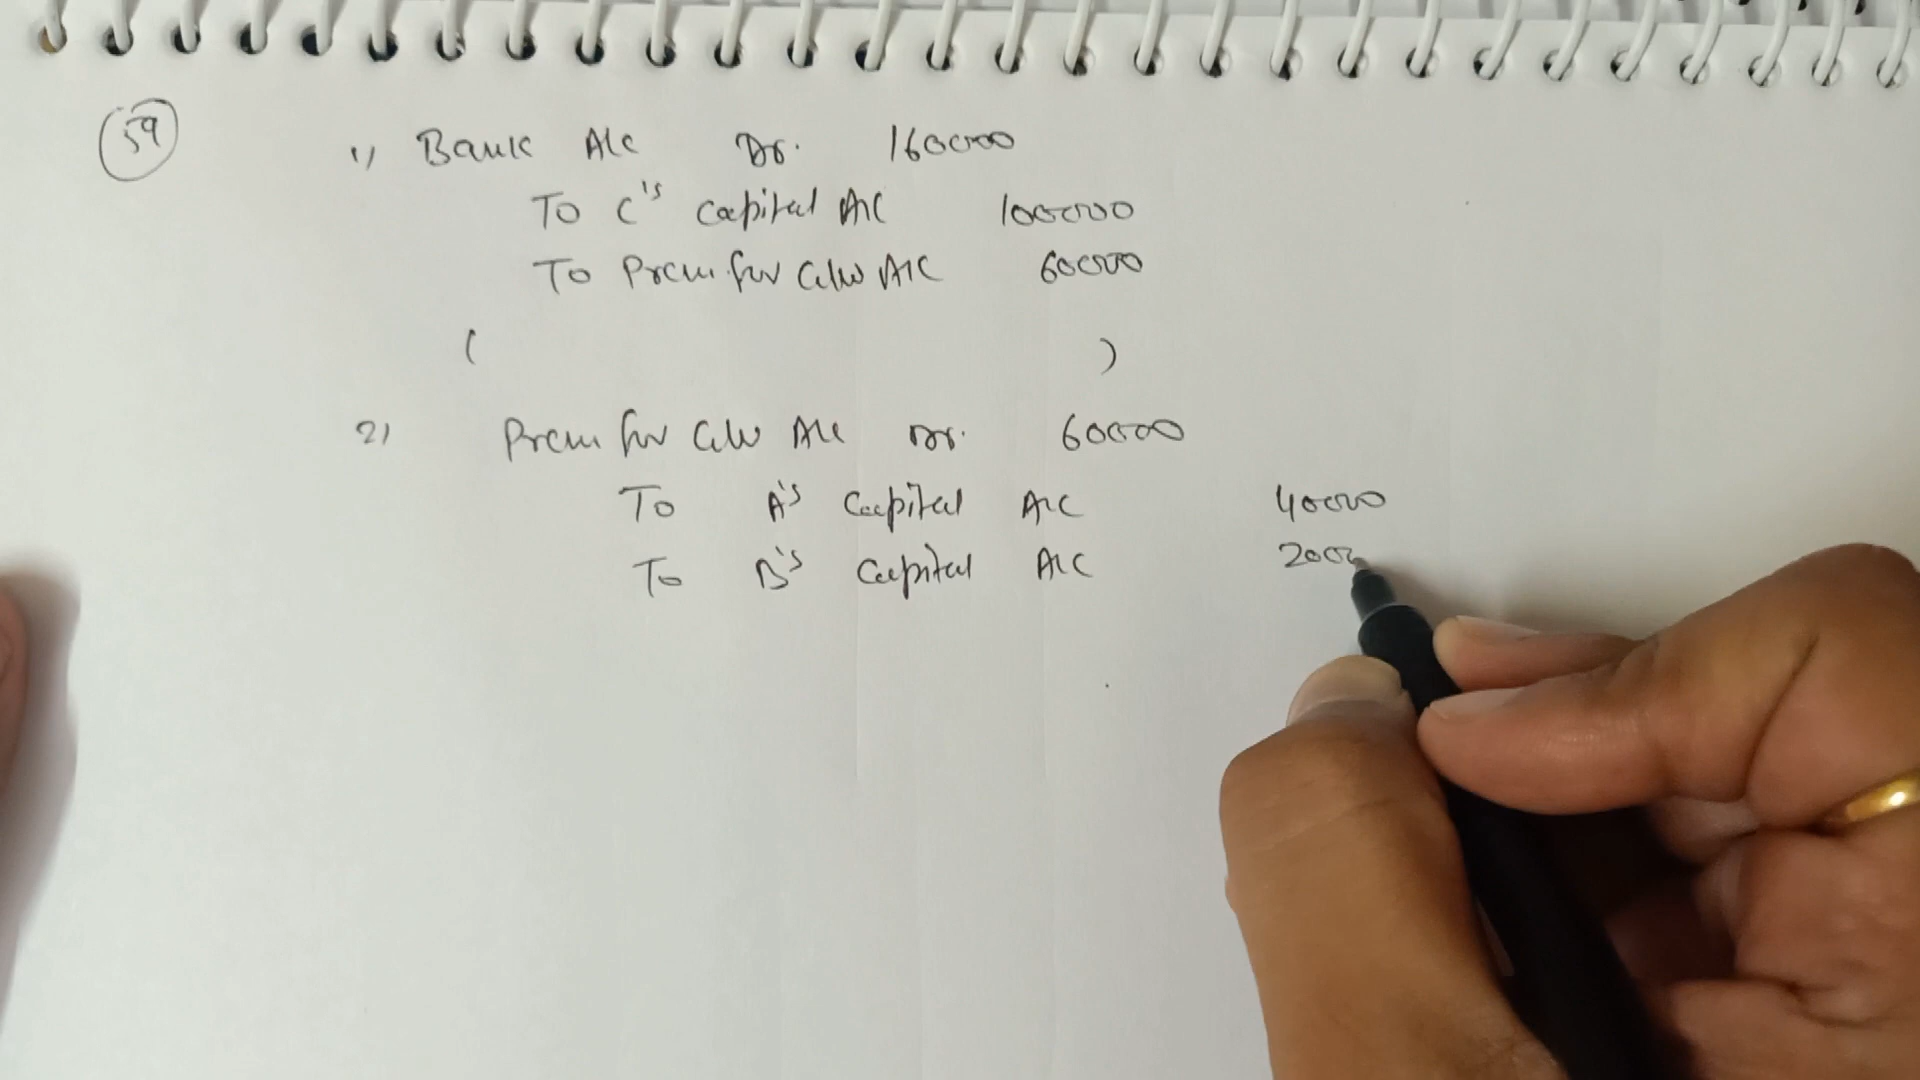 59
1) Bank A/c Dr. 160000
To C's Capital A/c 100000
To Prem for G/w A/c 60000
( )
2) Prem for G/w A/c Dr. 60000
To A's Capital A/c 40000
To B's Capital A/c 2000